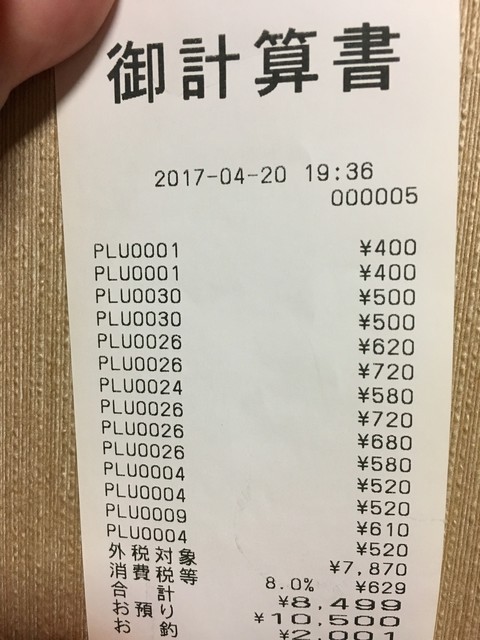 御計算書
2017-04-20 19:36
000005
PLU0001 ¥400
PLU0001 ¥400
PLU0030 ¥500
PLU0030 ¥500
PLU0026 ¥620
PLU0026 ¥720
PLU0024 ¥580
PLU0026 ¥720
PLU0026 ¥680
PLU0026 ¥580
PLU0004 ¥520
PLU0004 ¥520
PLU0009 ¥610
PLU0004 ¥520
外税対象 ¥7,870
消費税等 8.0% ¥629
合計 ¥8,499
お預り ¥10,500
お釣 ¥2,001